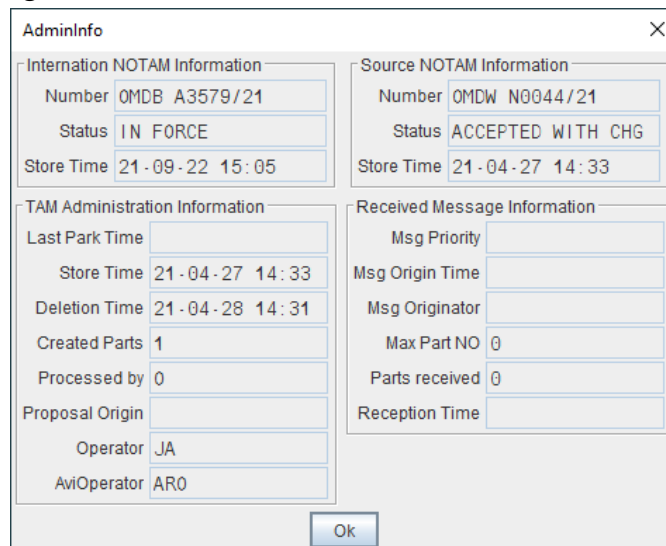 AdminInfo
Internation NOTAM Information
Number OMDB A3579/21
Status IN FORCE
Store Time 21-09-22 15:05
Source NOTAM Information
Number OMDW N0044/21
Status ACCEPTED WITH CHG
Store Time 21-04-27 14:33
TAM Administration Information
Last Park Time
Store Time 21-04-27 14:33
Deletion Time 21-04-28 14:31
Created Parts 1
Processed by 0
Proposal Origin
Operator JA
AviOperator ARO
Received Message Information
Msg Priority
Msg Origin Time
Msg Originator
Max Part NO 0
Parts received 0
Reception Time
Ok